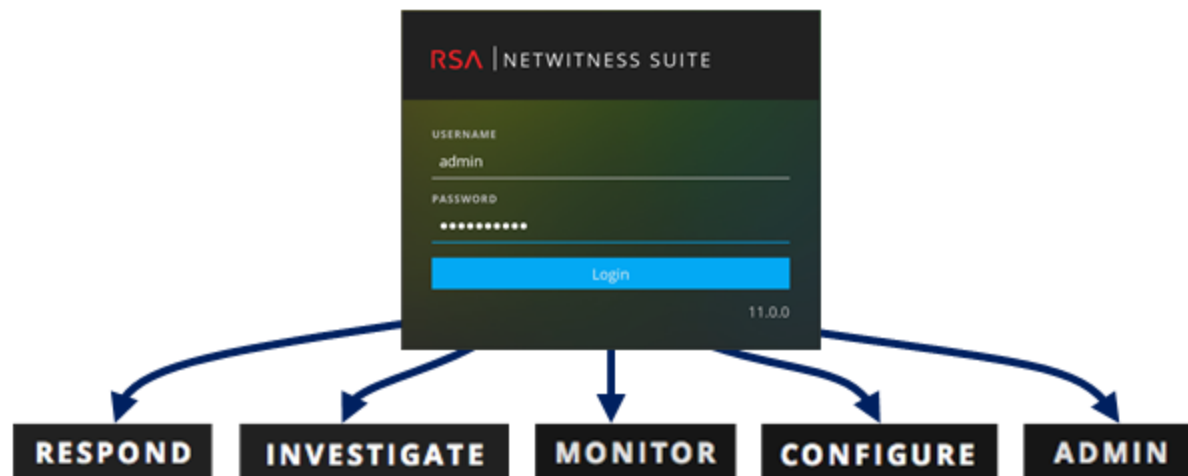 RSA | NETWITNESS SUITE
USERNAME
admin
PASSWORD
••••••••••
Login
11.0.0
RESPOND INVESTIGATE MONITOR CONFIGURE ADMIN